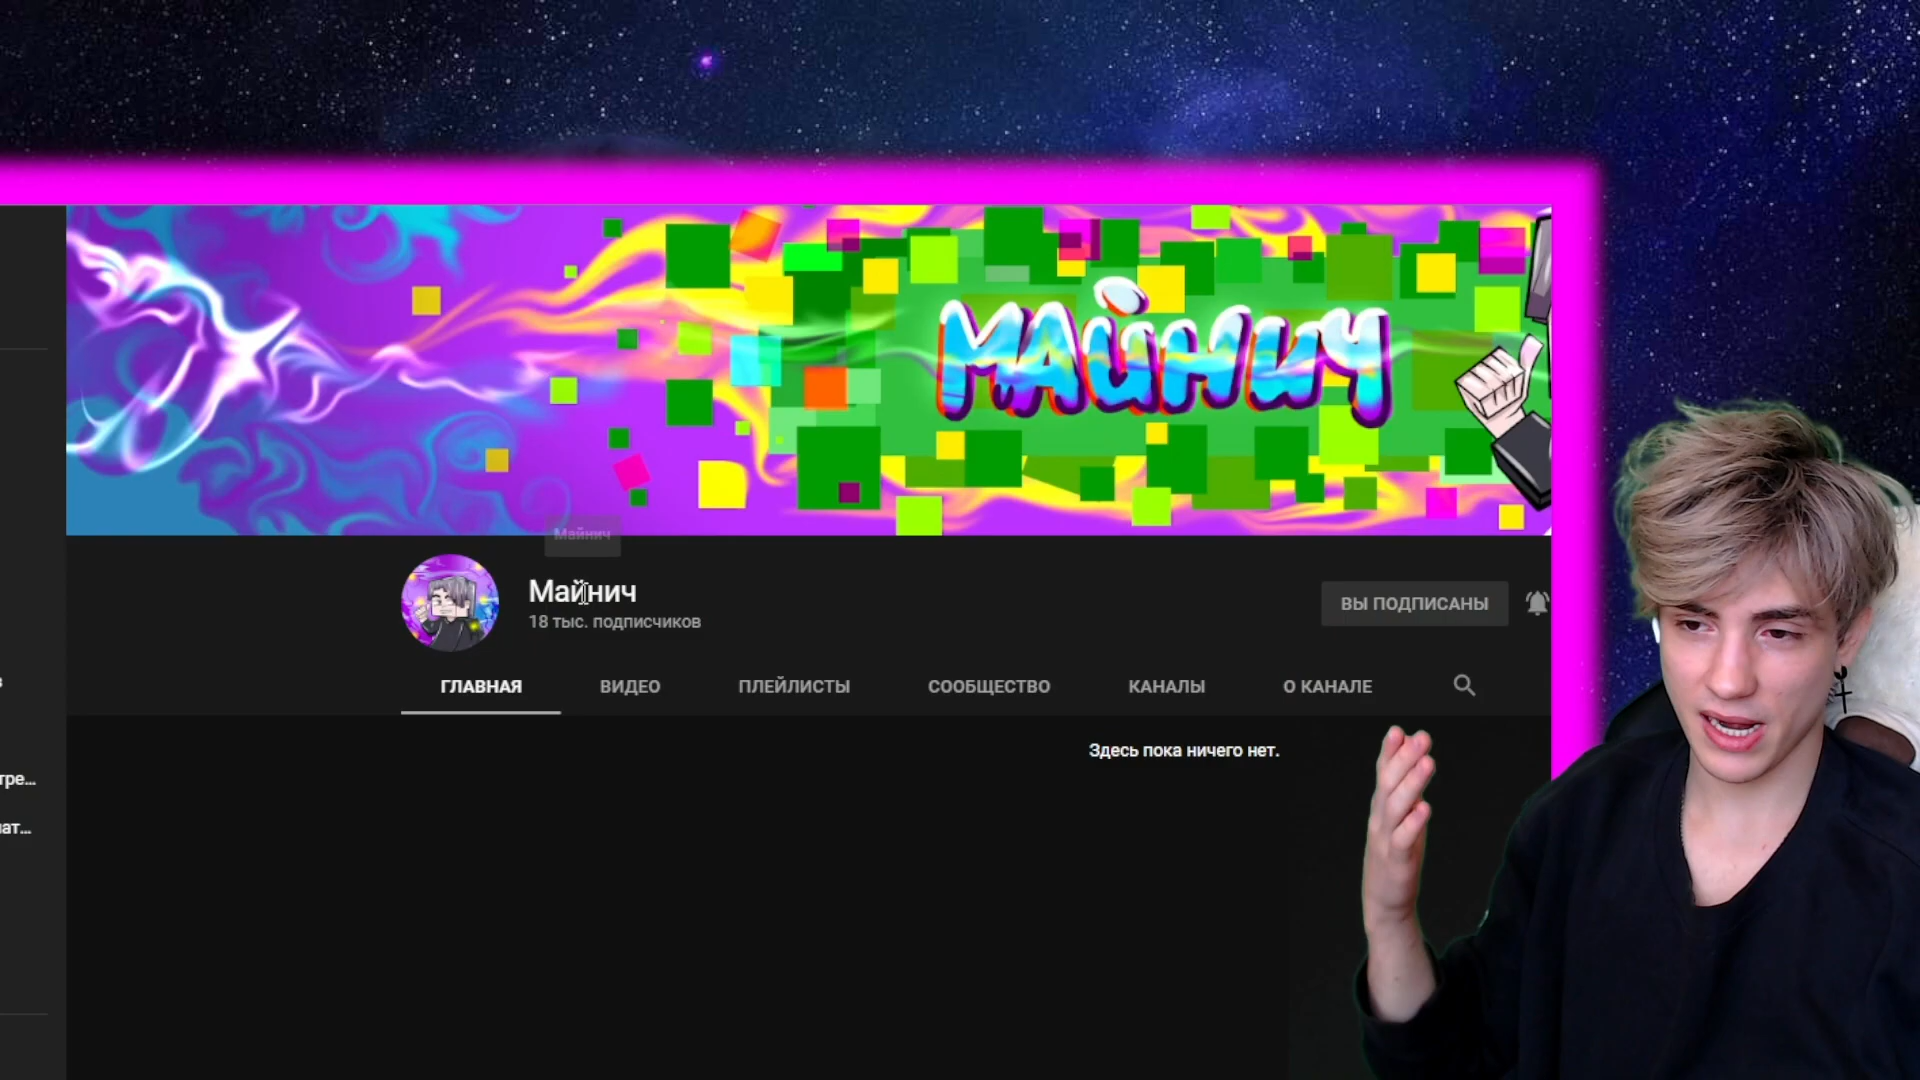 МАЙНИЧ
Майнич
Майнич
18 тыс. подписчиков
ВЫ ПОДПИСАНЫ
ГЛАВНАЯ
ВИДЕО
ПЛЕЙЛИСТЫ
СООБЩЕСТВО
КАНАЛЫ
О КАНАЛЕ
Здесь пока ничего нет.